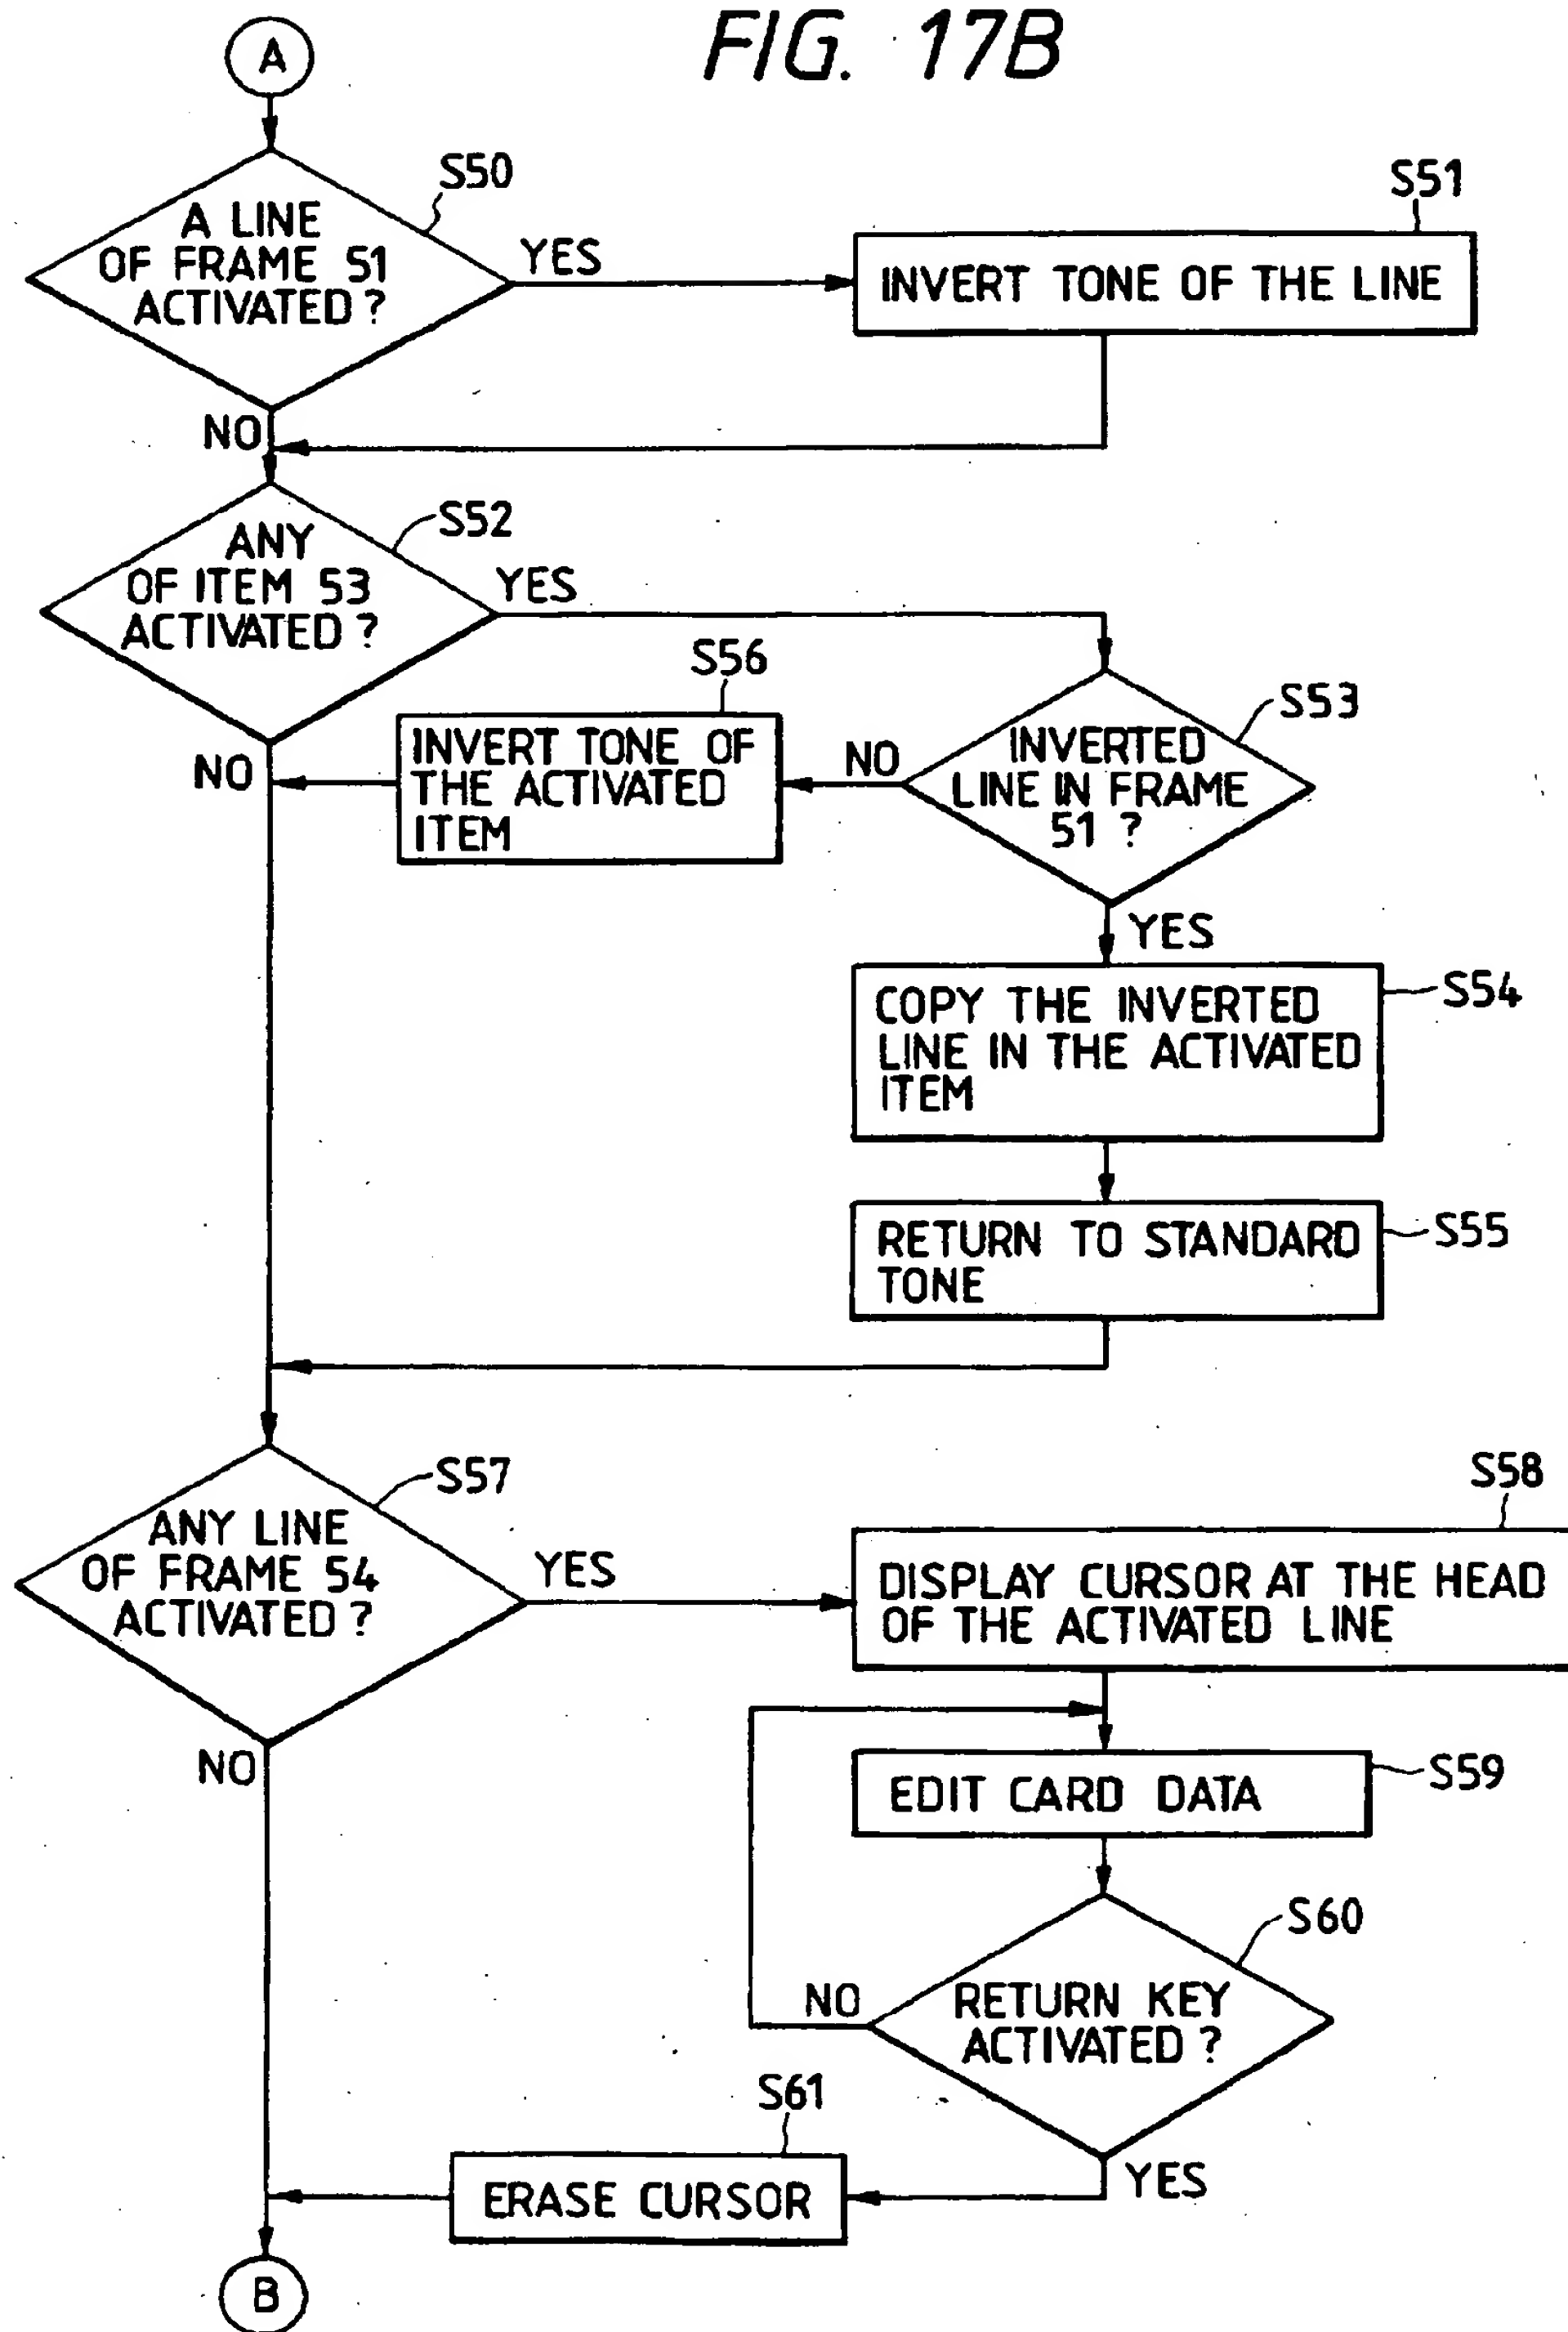 FIG. 17B
A
S50
A LINE
OF FRAME 51
ACTIVATED ?
YES
S51
INVERT TONE OF THE LINE
NO
S52
ANY
OF ITEM 53
ACTIVATED ?
YES
S53
INVERTED
LINE IN FRAME
51 ?
NO
S56
INVERT TONE OF
THE ACTIVATED
ITEM
NO
YES
S54
COPY THE INVERTED
LINE IN THE ACTIVATED
ITEM
S55
RETURN TO STANDARD
TONE
S57
ANY LINE
OF FRAME 54
ACTIVATED ?
YES
S58
DISPLAY CURSOR AT THE HEAD
OF THE ACTIVATED LINE
NO
S59
EDIT CARD DATA
S60
RETURN KEY
ACTIVATED ?
NO
YES
S61
ERASE CURSOR
B